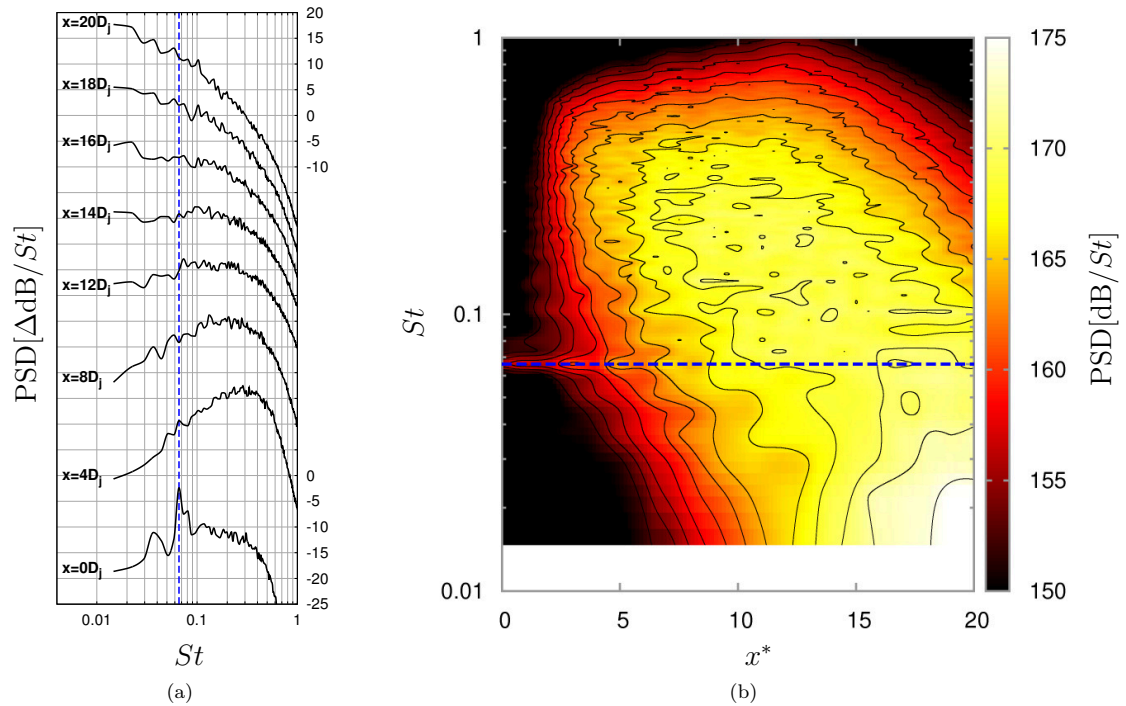 x=20Dj
x=18Dj
x=16Dj
x=14Dj
x=12Dj
x=8Dj
x=4Dj
x=0Dj
20
15
10
5
0
-5
-10
0
-5
-10
-15
-20
-25
0.01
0.1
1
PSD[ΔdB/St]
St
(a)
1
0.1
0.01
St
0
5
10
15
20
x*
175
170
165
160
155
150
PSD[dB/St]
(b)